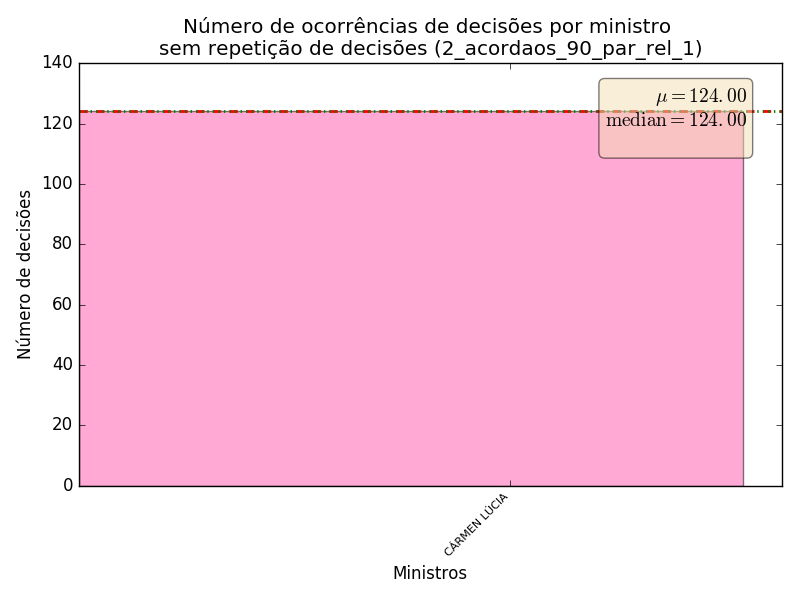 Número de ocorrências de decisões por ministro
sem repetição de decisões (2_acordaos_90_par_rel_1)
μ = 124.00
median = 124.00
140
120
100
80
60
40
20
0
Número de decisões
CÁRMEN LÚCIA
Ministros